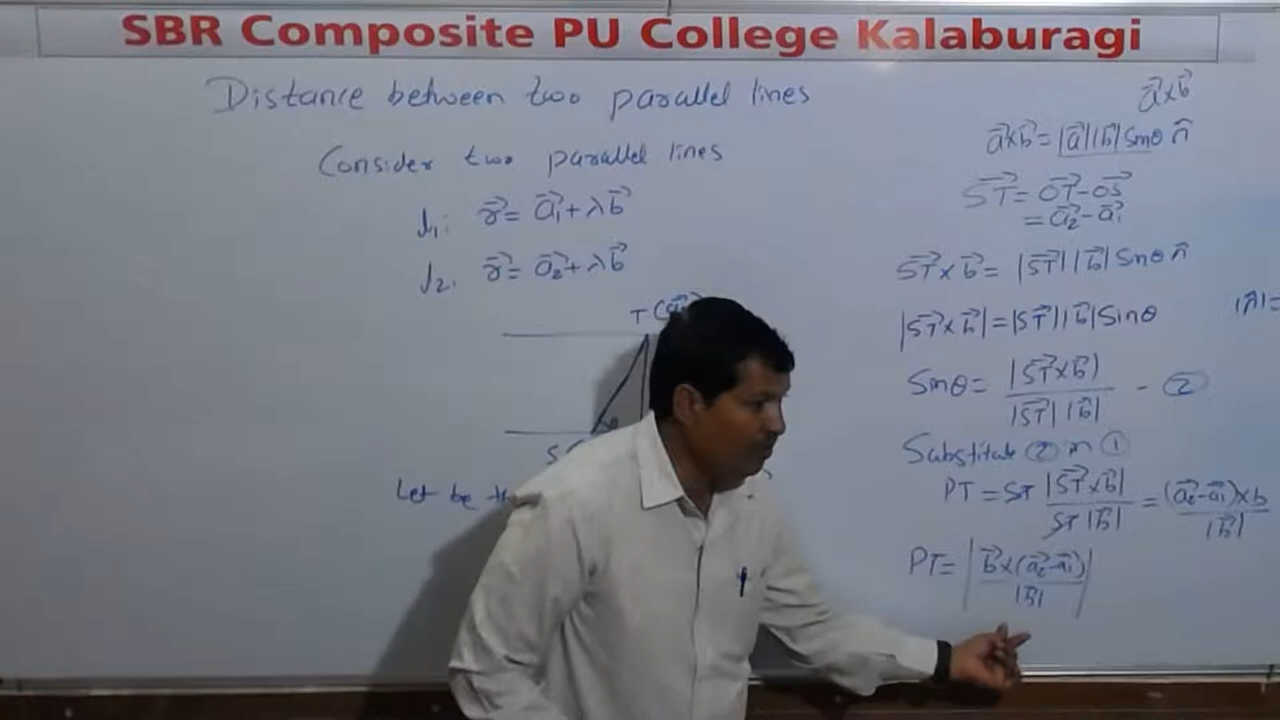 SBR Composite PU College Kalaburagi
Distance between two parallel lines
Consider two parallel lines
l₁: r⃗ = a⃗₁ + λb⃗
l₂. r⃗ = a⃗₂ + λb⃗
T (
S
Let be
a⃗×b⃗
a⃗×b⃗ = |a⃗||b⃗| Sinθ n̂
ST⃗ = OT⃗ - OS⃗
= a⃗₂ - a⃗₁
ST⃗×b⃗ = |ST⃗||b⃗| Sinθ n̂
|ST⃗×b⃗| = |ST⃗||b⃗| Sinθ
|A⃗| =
Sinθ = |ST⃗×b⃗| / |ST⃗||b⃗| - ②
Substitute ② in ①
PT = ST |ST⃗×b⃗| / ST |b⃗| = (a⃗₂-a⃗₁)×b / |b⃗|
PT = | b⃗×(a⃗₂-a⃗₁) / |b⃗| |